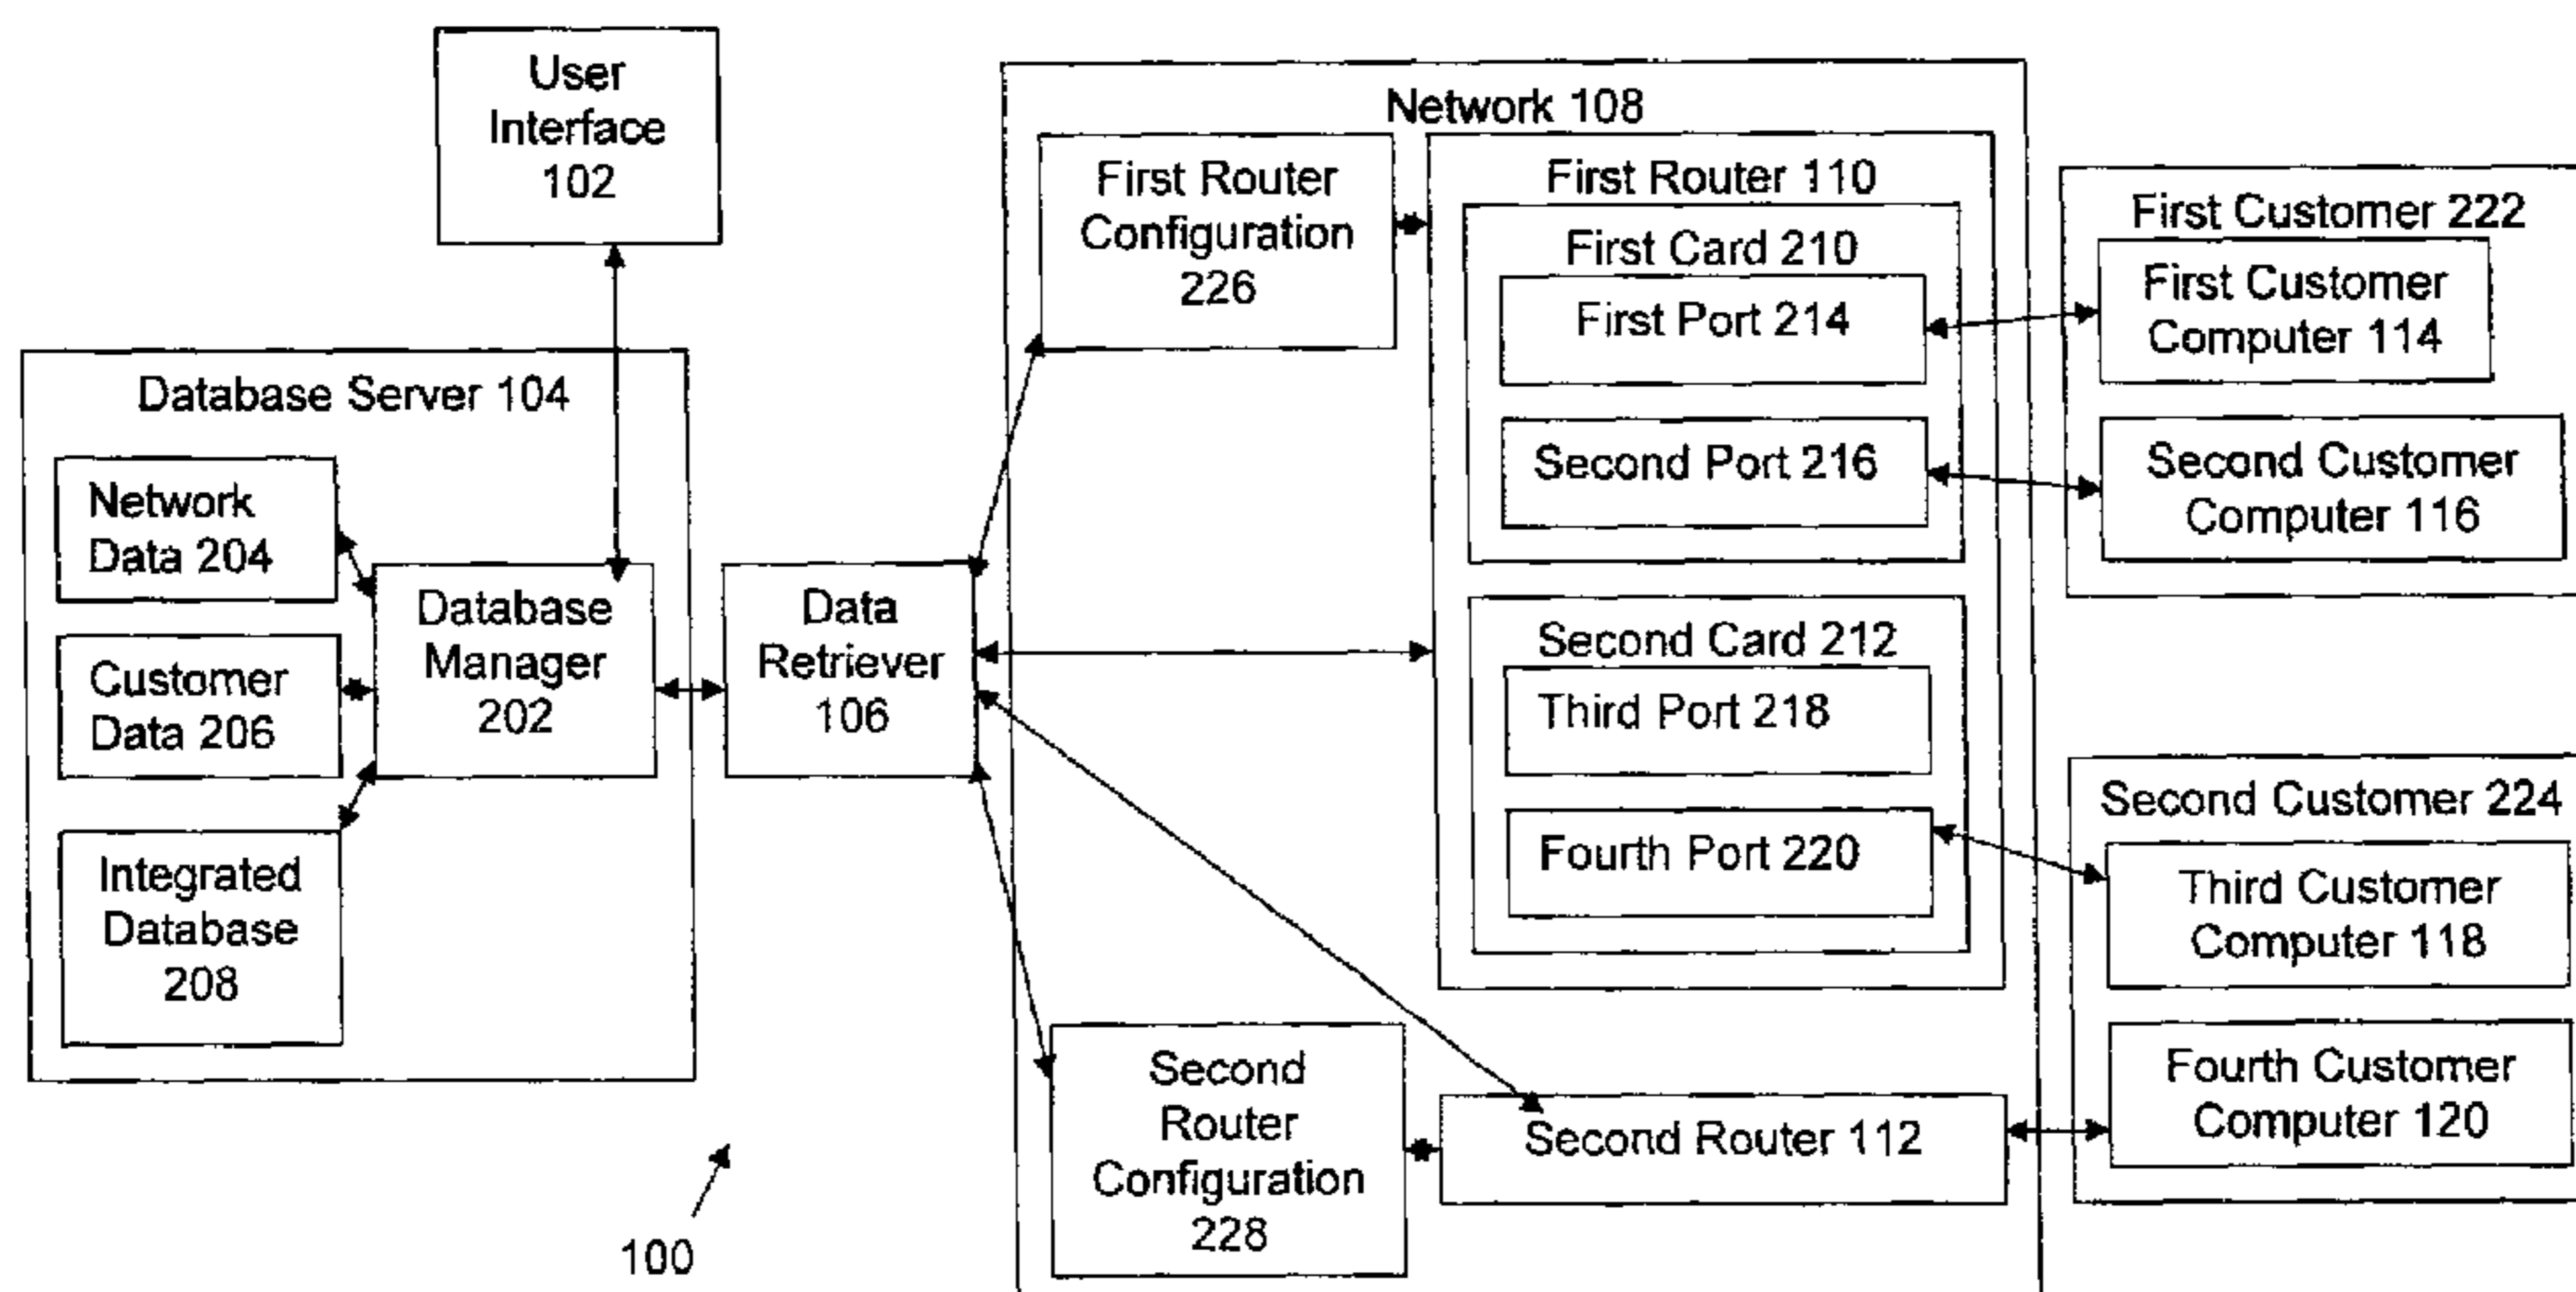 User
Interface
102
Network 108
First Router
Configuration
226
First Router 110
First Card 210
First Port 214
Second Port 216
Second Card 212
Third Port 218
Fourth Port 220
First Customer 222
First Customer
Computer 114
Second Customer
Computer 116
Database Server 104
Network
Data 204
Customer
Data 206
Integrated
Database
208
Database
Manager
202
Data
Retriever
106
Second Customer 224
Third Customer
Computer 118
Fourth Customer
Computer 120
Second
Router
Configuration
228
Second Router 112
100